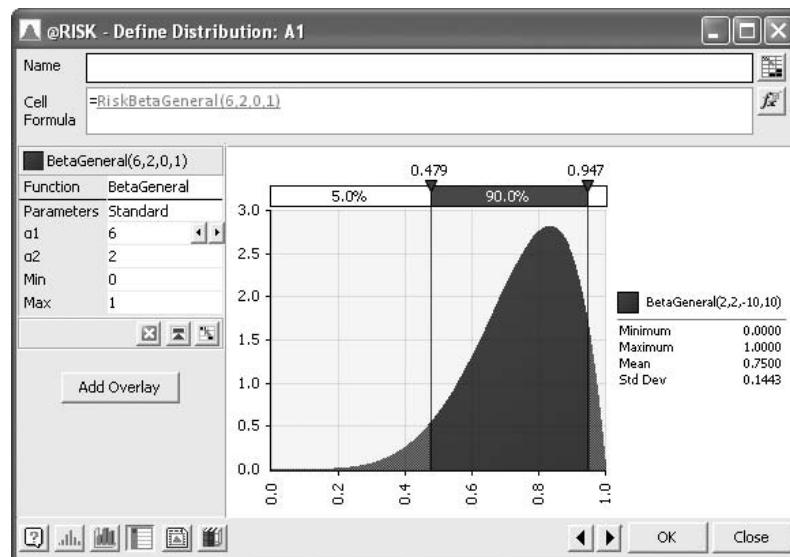 @RISK - Define Distribution: A1
Name
Cell Formula
=RiskBetaGeneral(6,2,0,1)
BetaGeneral(6,2,0,1)
Function BetaGeneral
Parameters Standard
α1 6
α2 2
Min 0
Max 1
Add Overlay
0.479 0.947
5.0% 90.0%
3.0
2.5
2.0
1.5
1.0
0.5
0.0
0.0 0.2 0.4 0.6 0.8 1.0
BetaGeneral(2,2,-10,10)
Minimum 0.0000
Maximum 1.0000
Mean 0.7500
Std Dev 0.1443
OK Close